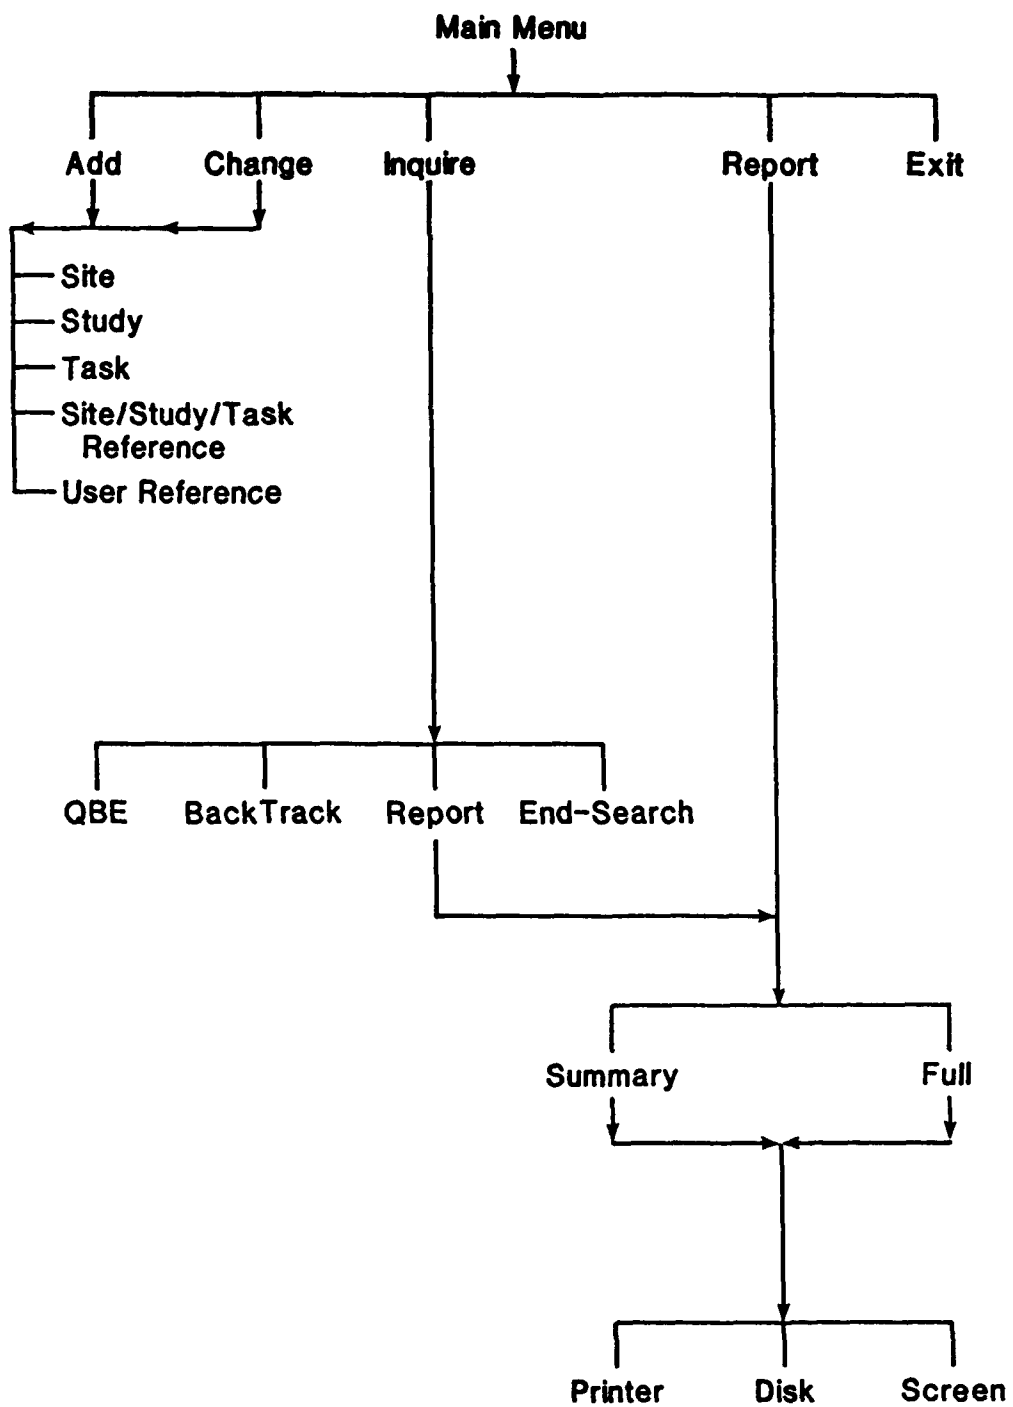 Main Menu
Add Change Inquire Report Exit
Site
Study
Task
Site/Study/Task
Reference
User Reference
QBE BackTrack Report End-Search
Summary Full
Printer Disk Screen